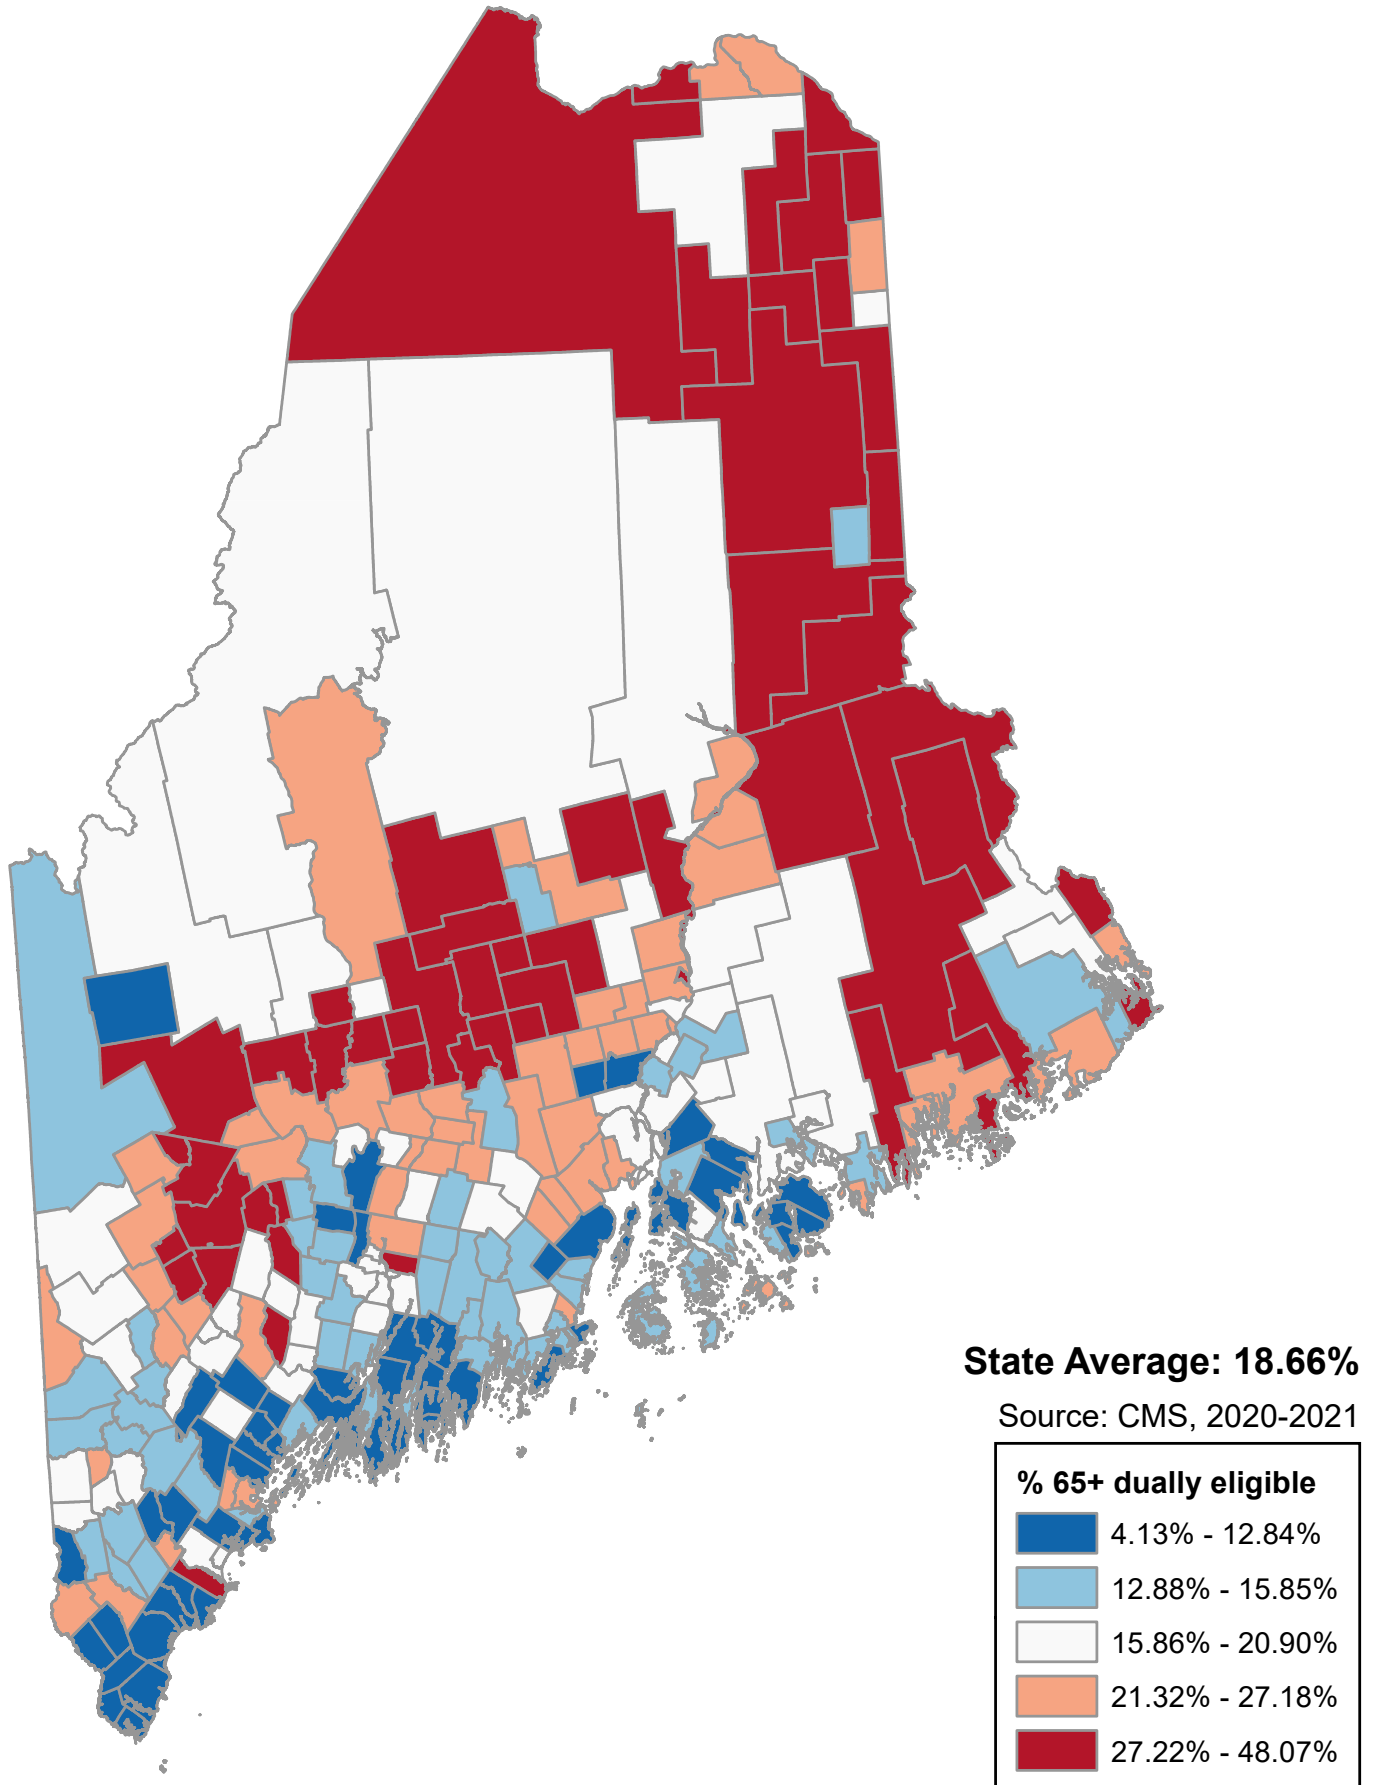 State Average: 18.66%
Source: CMS, 2020-2021
% 65+ dually eligible
4.13% - 12.84%
12.88% - 15.85%
15.86% - 20.90%
21.32% - 27.18%
27.22% - 48.07%